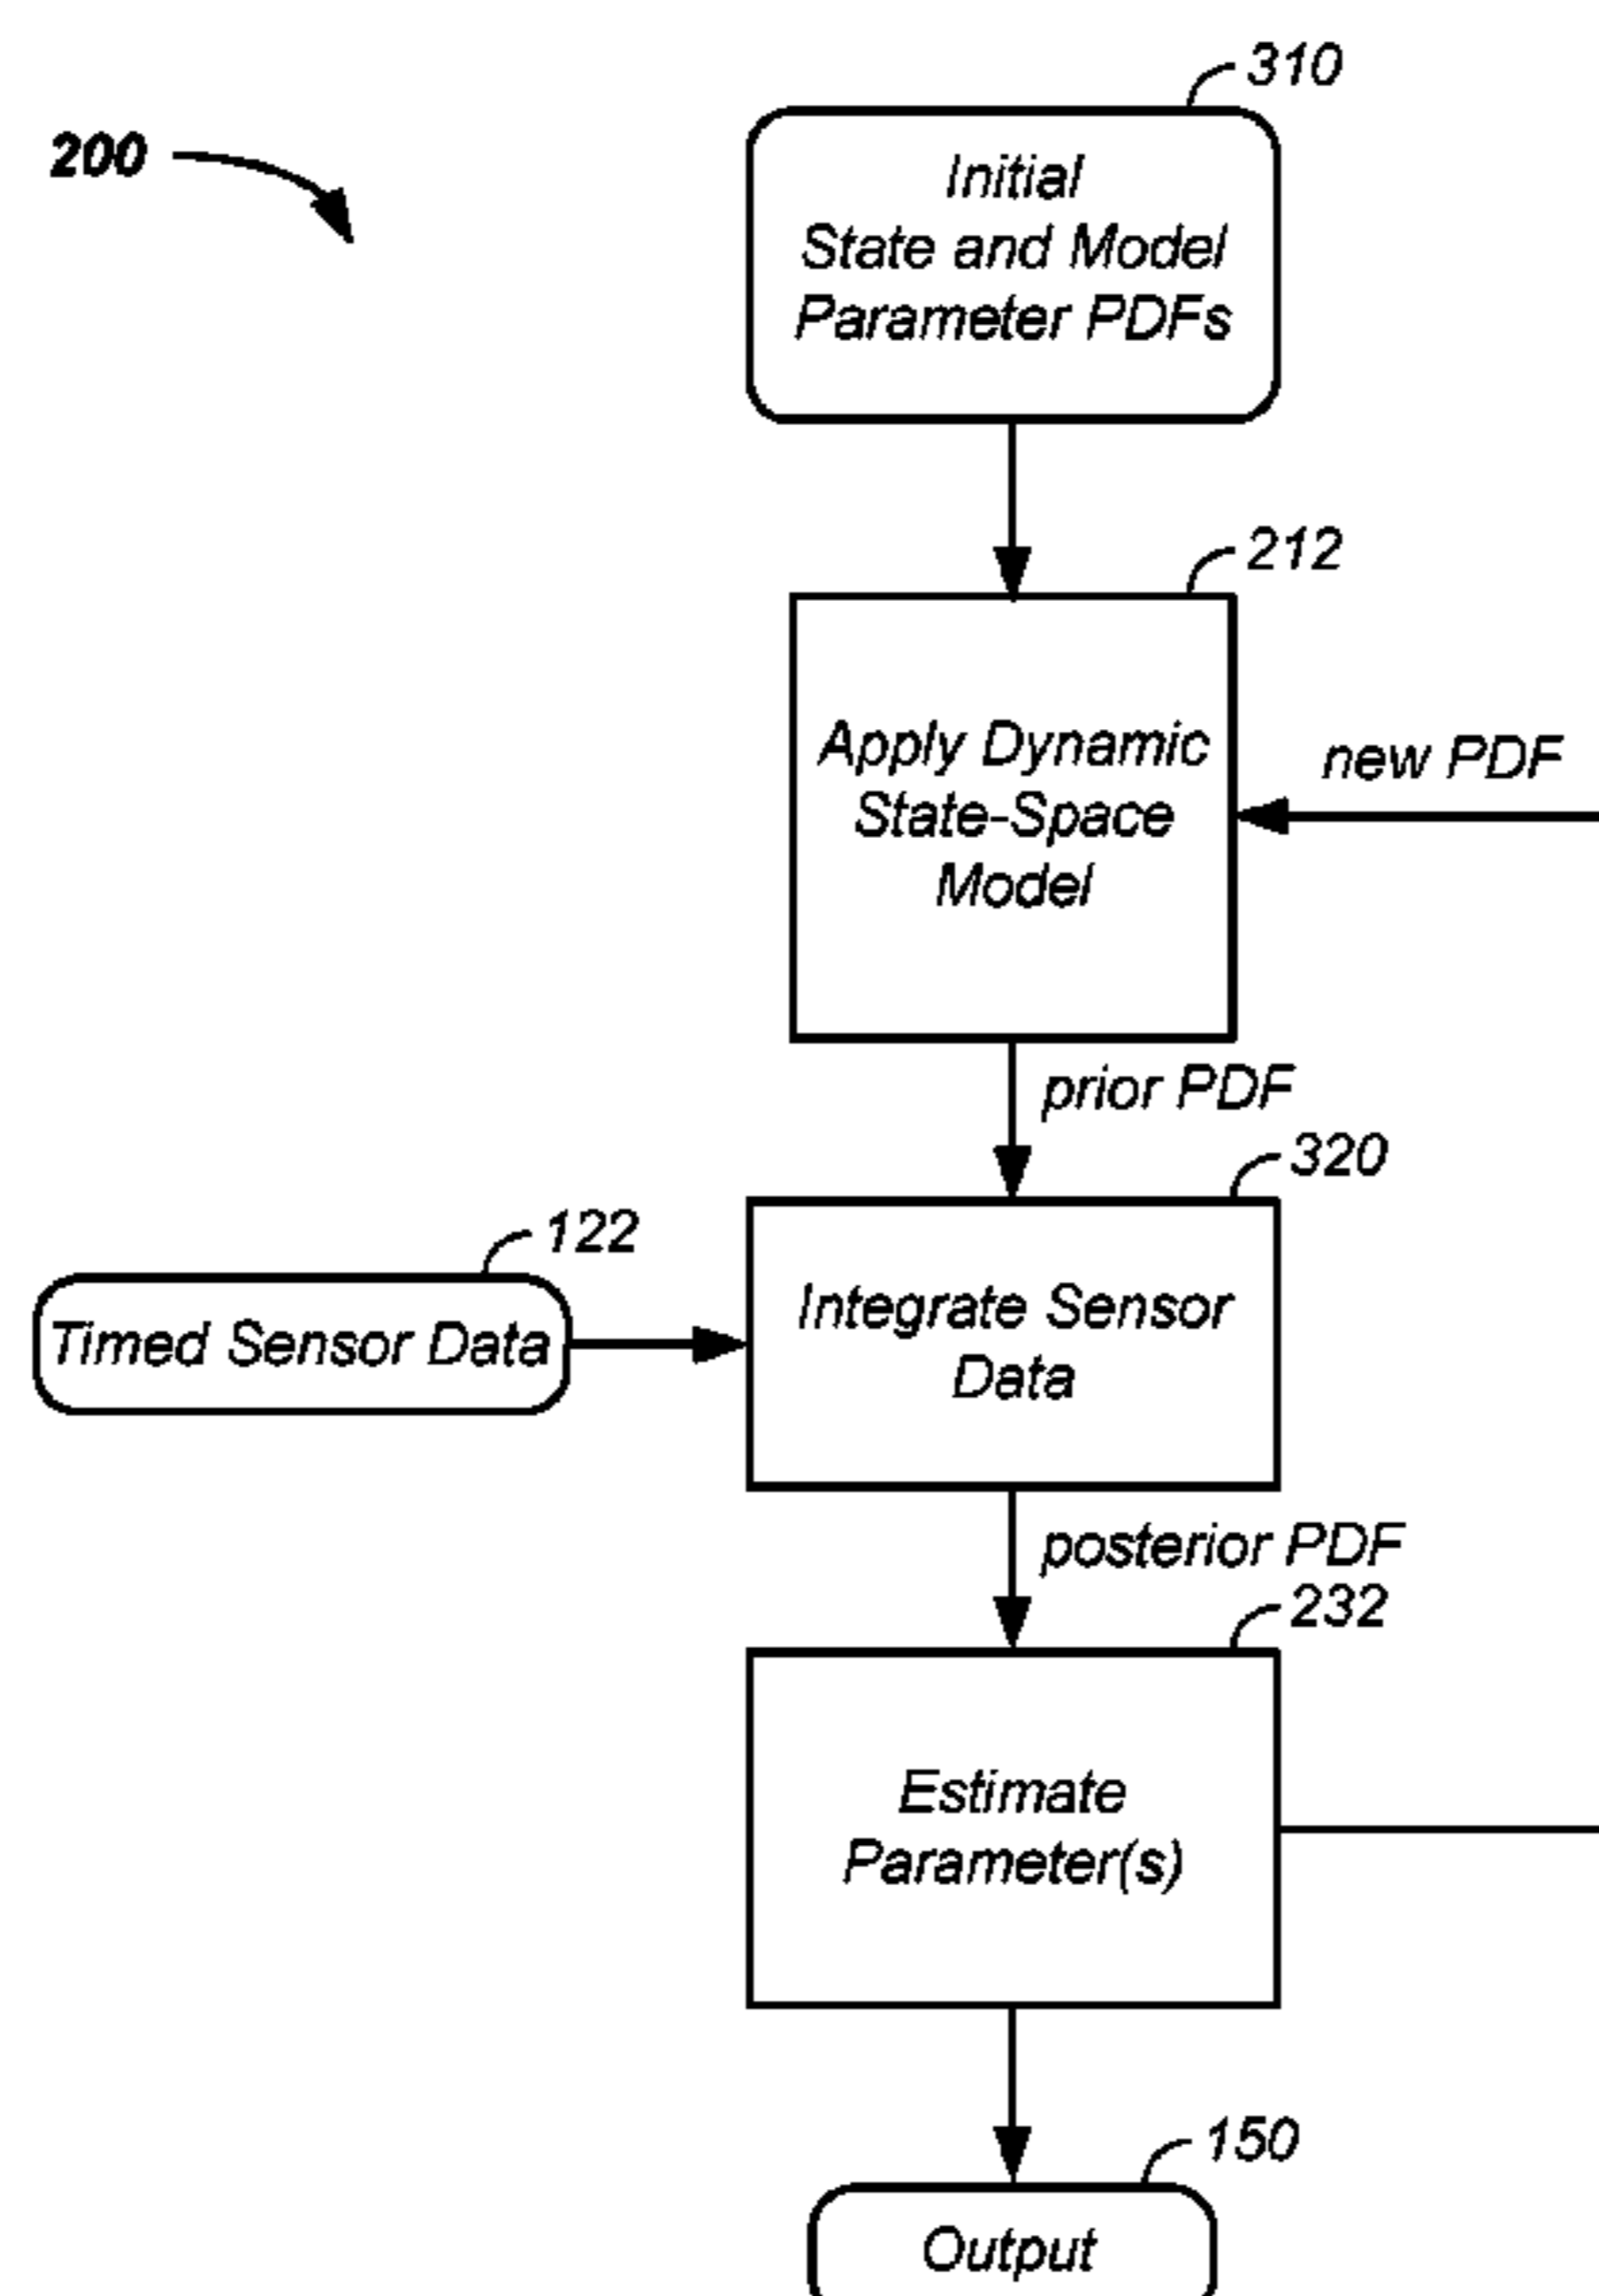 200
310
Initial
State and Model
Parameter PDFs
212
Apply Dynamic
State-Space
Model
new PDF
prior PDF
320
122
Timed Sensor Data
Integrate Sensor
Data
posterior PDF
232
Estimate
Parameter(s)
150
Output